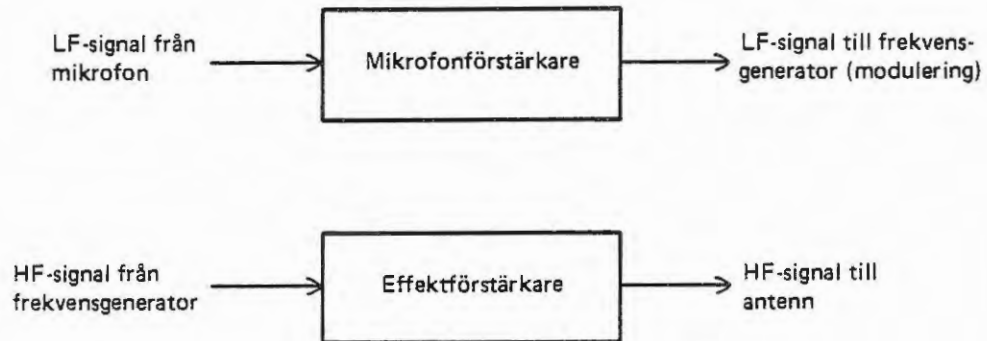 LF-signal från
mikrofon
Mikrofonförstärkare
LF-signal till frekvens-
generator (modulering)
HF-signal från
frekvensgenerator
Effektförstärkare
HF-signal till
antenn